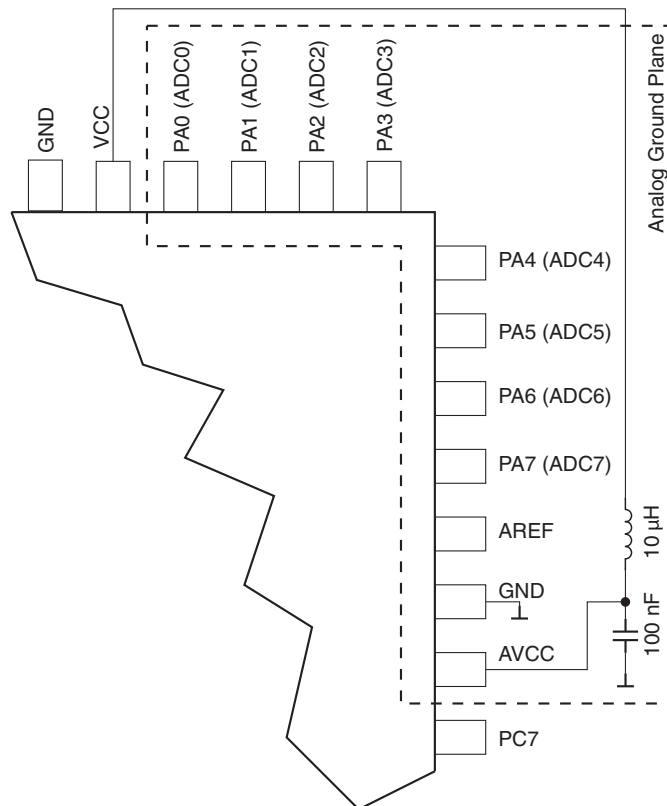 GND
VCC
PA0 (ADC0)
PA1 (ADC1)
PA2 (ADC2)
PA3 (ADC3)
Analog Ground Plane
PA4 (ADC4)
PA5 (ADC5)
PA6 (ADC6)
PA7 (ADC7)
AREF
10 µH
GND
AVCC
100 nF
PC7